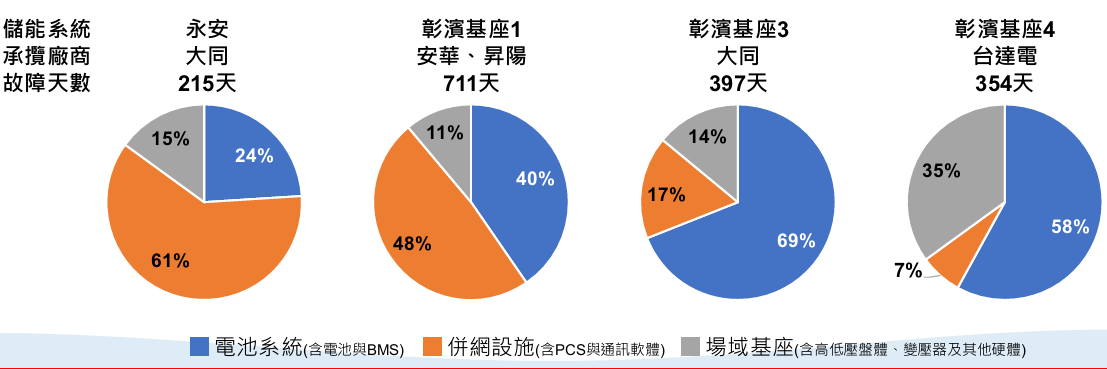 儲能系統 永安 彰濱基座1 彰濱基座3 彰濱基座4
承攬廠商 大同 安華、昇陽 大同 台達電
故障天數 215天 711天 397天 354天
15% 24% 61%
11% 40% 48%
14% 17% 69%
35% 58% 7%
電池系統(含電池與BMS) 併網設施(含PCS與通訊軟體) 場域基座(含高低壓盤體、變壓器及其他硬體)